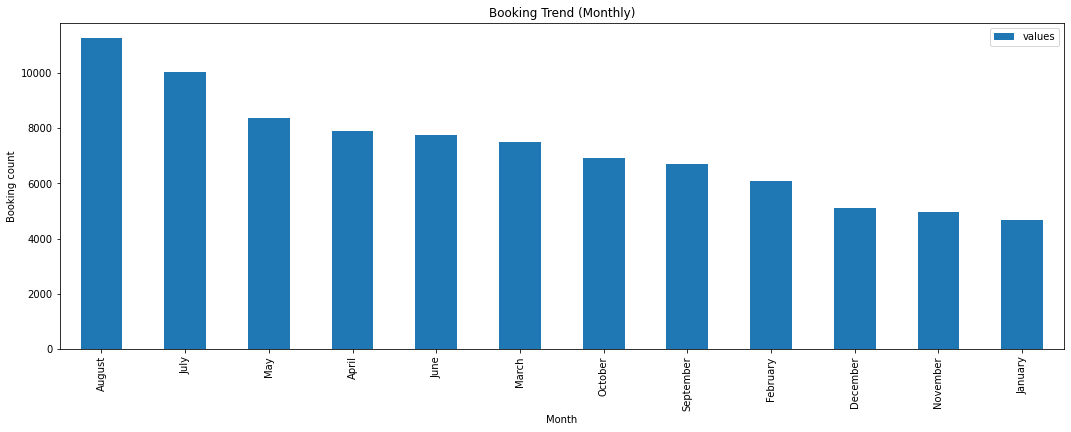 Booking Trend (Monthly)
values
Booking count
10000
8000
6000
4000
2000
0
August
July
May
April
June
March
October
September
February
December
November
January
Month